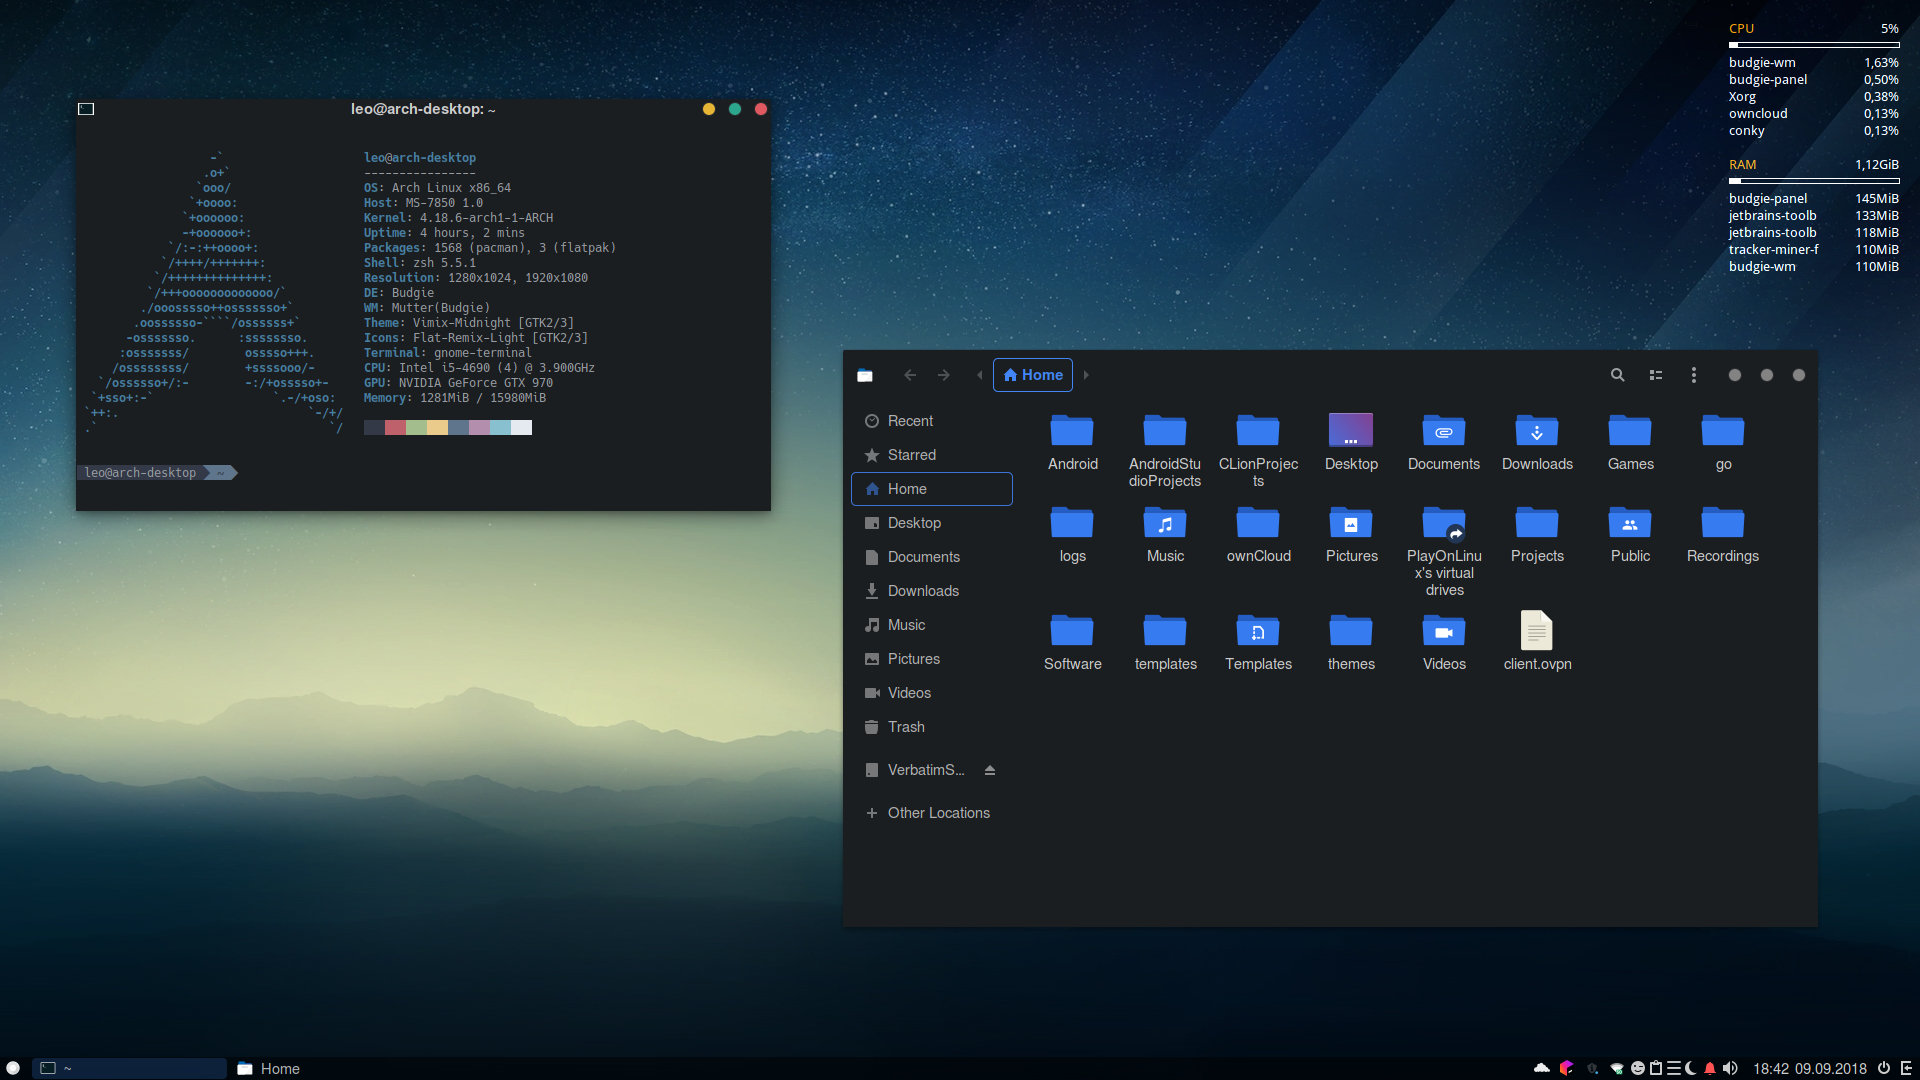 leo@arch-desktop: ~
leo@arch-desktop
----------------
OS: Arch Linux x86_64
Host: MS-7850 1.0
Kernel: 4.18.6-arch1-1-ARCH
Uptime: 4 hours, 2 mins
Packages: 1568 (pacman), 3 (flatpak)
Shell: zsh 5.5.1
Resolution: 1280x1024, 1920x1080
DE: Budgie
WM: Mutter(Budgie)
Theme: Vimix-Midnight [GTK2/3]
Icons: Flat-Remix-Light [GTK2/3]
Terminal: gnome-terminal
CPU: Intel i5-4690 (4) @ 3.900GHz
GPU: NVIDIA GeForce GTX 970
Memory: 1281MiB / 15980MiB
leo@arch-desktop ~
CPU 5%
budgie-wm 1,63%
budgie-panel 0,50%
Xorg 0,38%
owncloud 0,13%
conky 0,13%
RAM 1,12GiB
budgie-panel 145MiB
jetbrains-toolb 133MiB
jetbrains-toolb 118MiB
tracker-miner-f 110MiB
budgie-wm 110MiB
Home
Recent
Starred
Home
Desktop
Documents
Downloads
Music
Pictures
Videos
Trash
VerbatimS...
Other Locations
Android
AndroidStu
dioProjects
CLionProjec
ts
Desktop
Documents
Downloads
Games
go
logs
Music
ownCloud
Pictures
PlayOnLinu
x's virtual
drives
Projects
Public
Recordings
Software
templates
Templates
themes
Videos
client.ovpn
~
Home
18:42 09.09.2018